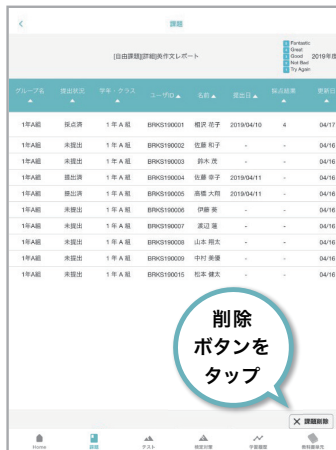 課題
[自由課題][詳細]英作文レポート
Fantastic
Great
Good
Not Bad
Try Again
2019年度
グループ名 提出状況 学年・クラス ユーザID 名前 提出日 採点結果 更新日
1年A組 採点済 1 年 A 組 BRKS190001 相沢 花子 2019/04/10 4 04/17
1年A組 未提出 1 年 A 組 BRKS190002 佐藤 和子 - - 04/16
1年A組 未提出 1 年 A 組 BRKS190003 鈴木 茂 - - 04/16
1年A組 提出済 1 年 A 組 BRKS190004 佐藤 幸子 2019/04/11 - 04/16
1年A組 提出済 1 年 A 組 BRKS190005 高橋 大翔 2019/04/11 - 04/16
1年A組 未提出 1 年 A 組 BRKS190006 伊藤 葵 - - 04/16
1年A組 未提出 1 年 A 組 BRKS190007 渡辺 蓮 - - 04/16
1年A組 未提出 1 年 A 組 BRKS190008 山本 翔太 - - 04/16
1年A組 未提出 1 年 A 組 BRKS190009 中村 美優 - - 04/16
1年A組 未提出 1 年 A 組 BRKS190015 松本 健太 - - 04/16
削除
ボタンを
タップ
課題削除
Home 課題 テスト 検定対策 学習履歴 教科書単元